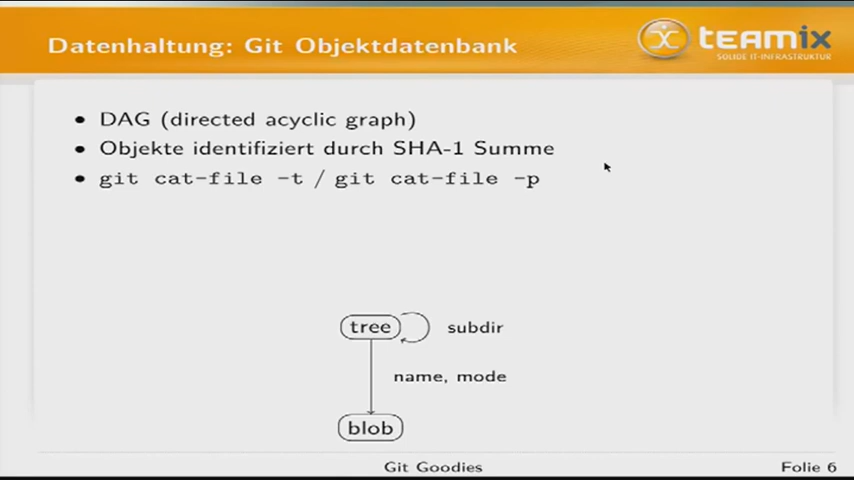 Datenhaltung: Git Objektdatenbank
teamix
SOLIDE IT-INFRASTRUKTUR
• DAG (directed acyclic graph)
• Objekte identifiziert durch SHA-1 Summe
• git cat-file -t / git cat-file -p
tree
subdir
name, mode
blob
Git Goodies
Folie 6